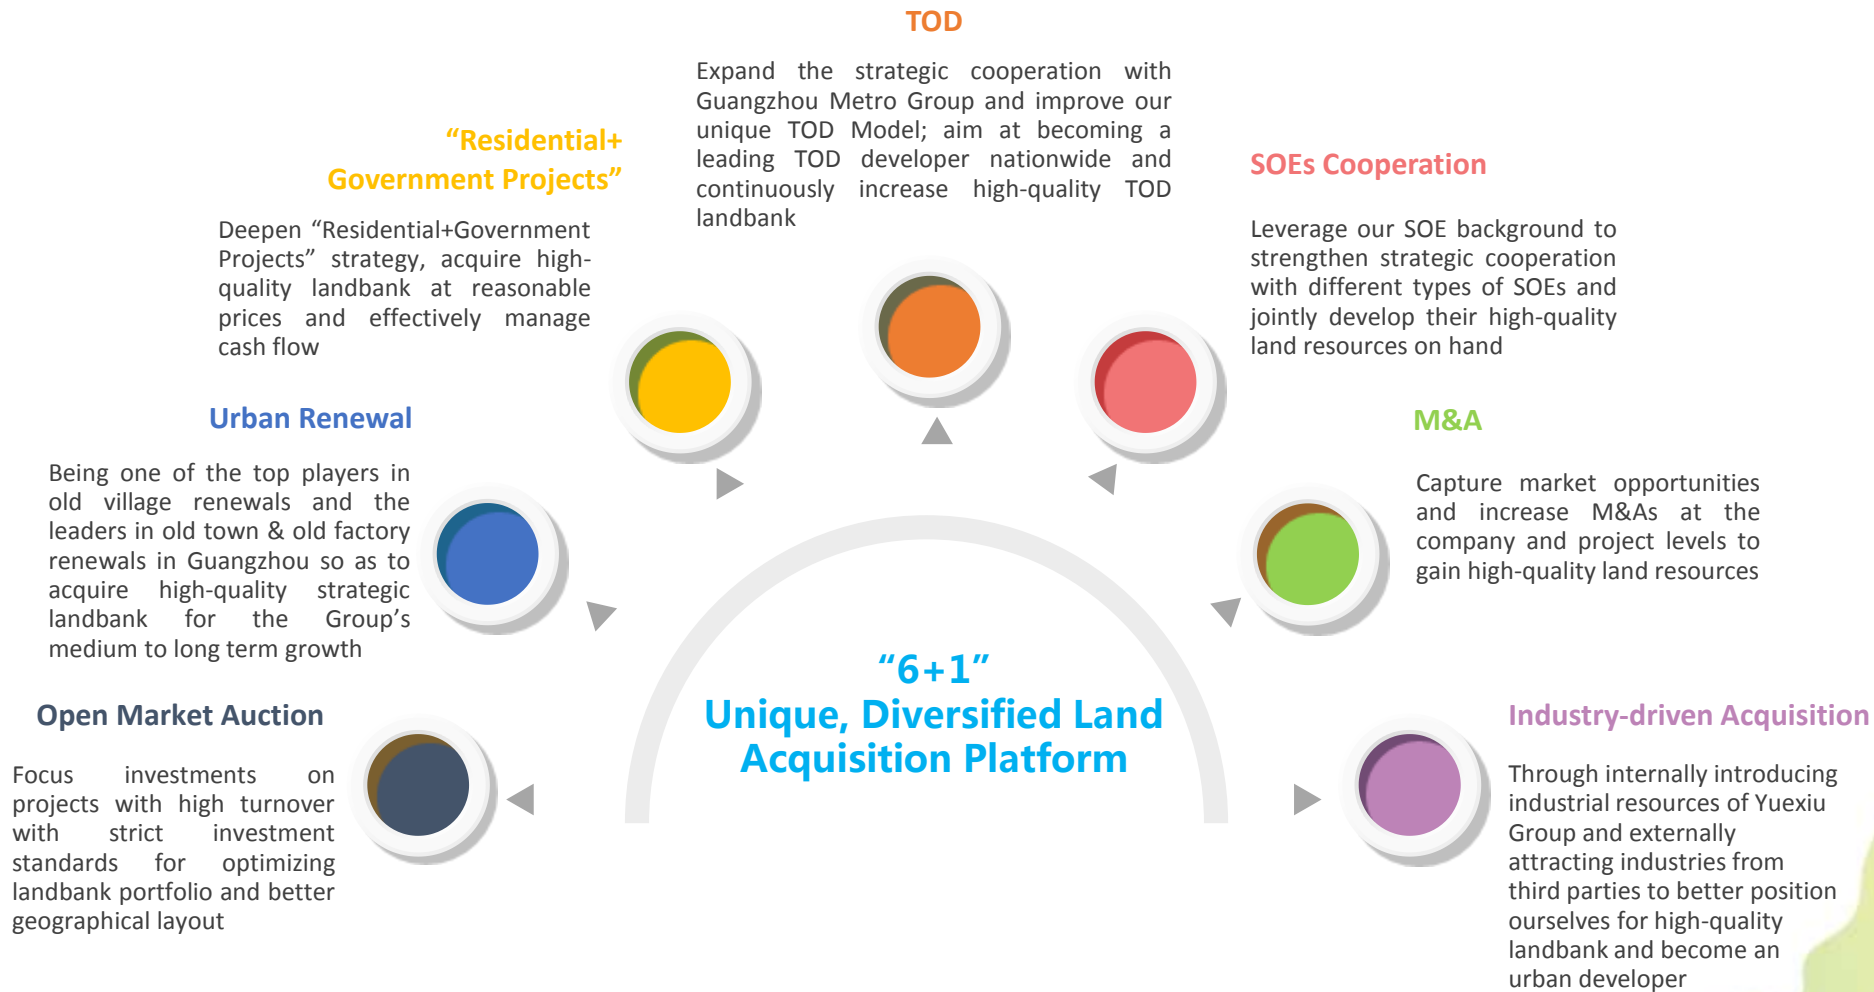 TOD
Expand the strategic cooperation with
Guangzhou Metro Group and improve our
unique TOD Model; aim at becoming a
leading TOD developer nationwide and
continuously increase high-quality TOD
landbank
“Residential+
Government Projects”
Deepen “Residential+Government
Projects” strategy, acquire high-
quality landbank at reasonable
prices and effectively manage
cash flow
SOEs Cooperation
Leverage our SOE background to
strengthen strategic cooperation
with different types of SOEs and
jointly develop their high-quality
land resources on hand
Urban Renewal
Being one of the top players in
old village renewals and the
leaders in old town & old factory
renewals in Guangzhou so as to
acquire high-quality strategic
landbank for the Group’s
medium to long term growth
M&A
Capture market opportunities
and increase M&As at the
company and project levels to
gain high-quality land resources
“6+1”
Unique, Diversified Land
Acquisition Platform
Open Market Auction
Focus investments on
projects with high turnover
with strict investment
standards for optimizing
landbank portfolio and better
geographical layout
Industry-driven Acquisition
Through internally introducing
industrial resources of Yuexiu
Group and externally
attracting industries from
third parties to better position
ourselves for high-quality
landbank and become an
urban developer